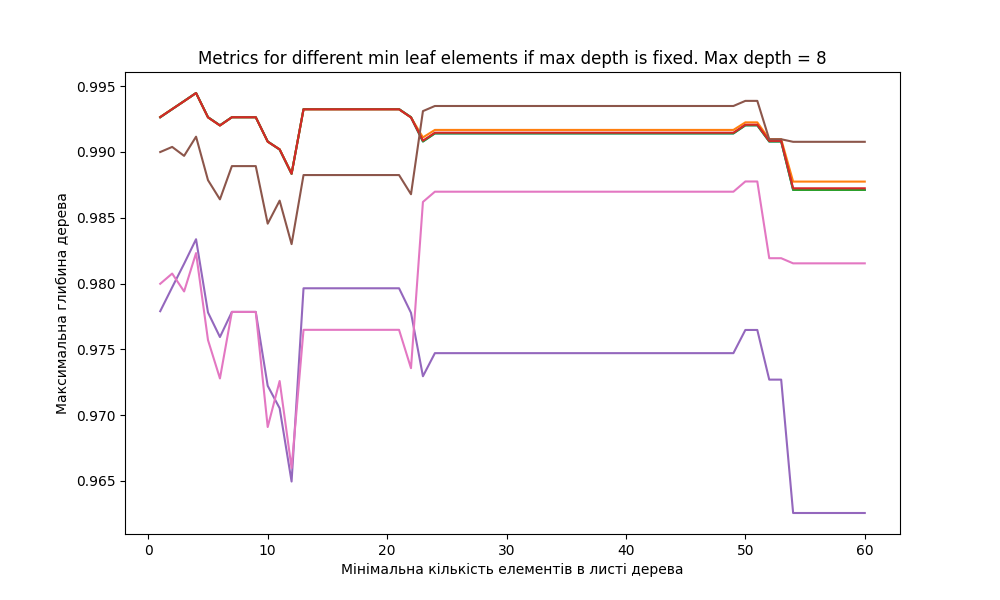 Metrics for different min leaf elements if max depth is fixed. Max depth = 8
Максимальна глибина дерева
0.995
0.990
0.985
0.980
0.975
0.970
0.965
0 10 20 30 40 50 60
Мінімальна кількість елементів в листі дерева